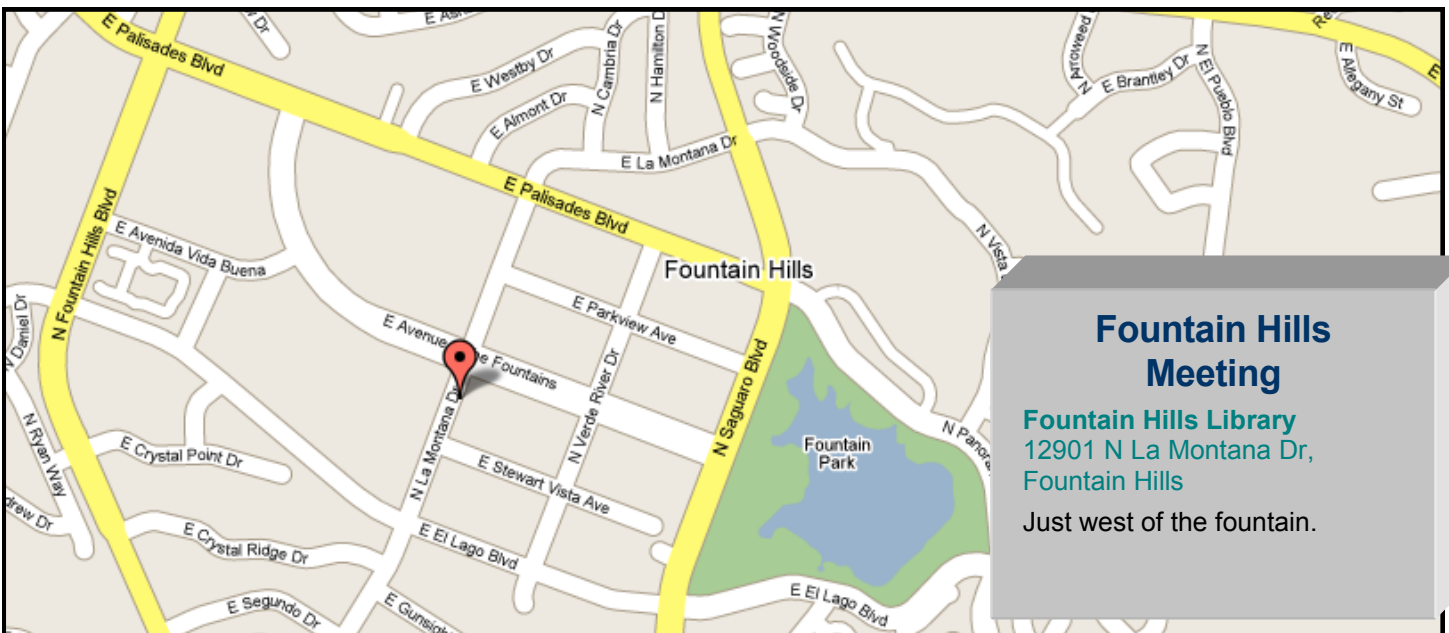 E Palisades Blvd
E Westby Dr
N Cambria Dr
N Hamilton D
N Woodside Dr
N Arroweed
E Brantley Dr
N El Pueblo Blvd
E Allegany St
E Almont Dr
E La Montana Dr
E Palisades Blvd
N Fountain Hills Blvd
E Avenida Vida Buena
Fountain Hills
N Vista
E Parkview Ave
E Avenue
e Fountains
N Daniel Dr
N Verde River Dr
N Saguaro Blvd
N La Montana Dr
Fountain
Park
N Panora
N Ryan Way
E Crystal Point Dr
E Stewart Vista Ave
drew Dr
E Crystal Ridge Dr
E El Lago Blvd
E El Lago Blvd
E Segundo Dr
E Gunsigh
Fountain Hills
Meeting
Fountain Hills Library
12901 N La Montana Dr,
Fountain Hills
Just west of the fountain.